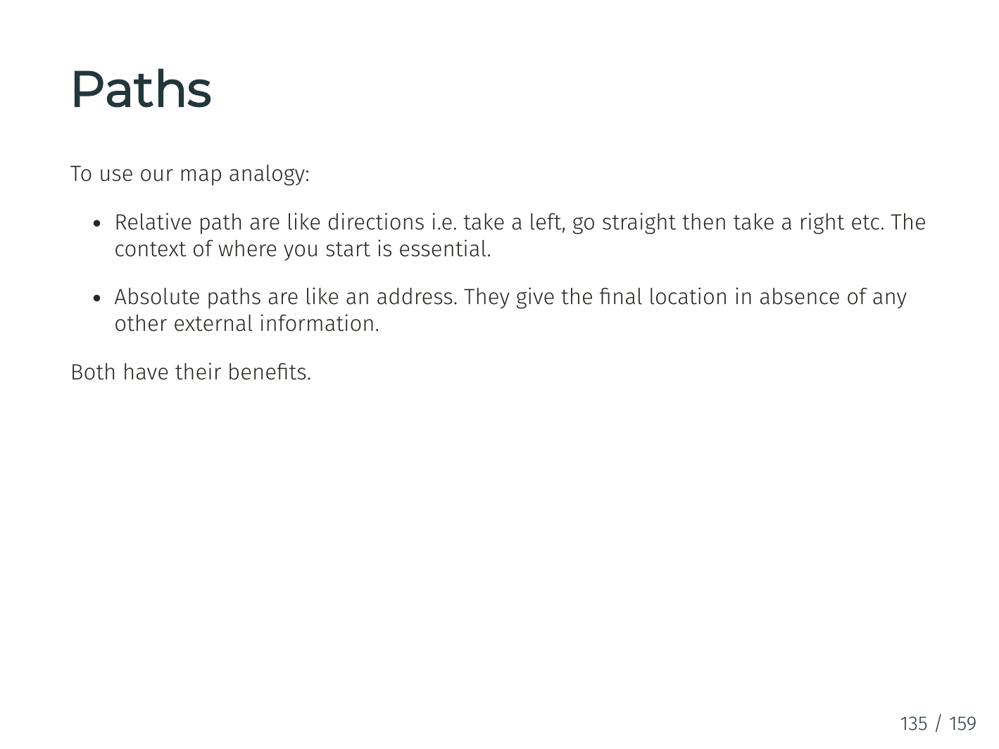 Paths
To use our map analogy:
• Relative path are like directions i.e. take a left, go straight then take a right etc. The
context of where you start is essential.
• Absolute paths are like an address. They give the final location in absence of any
other external information.
Both have their benefits.
135 / 159